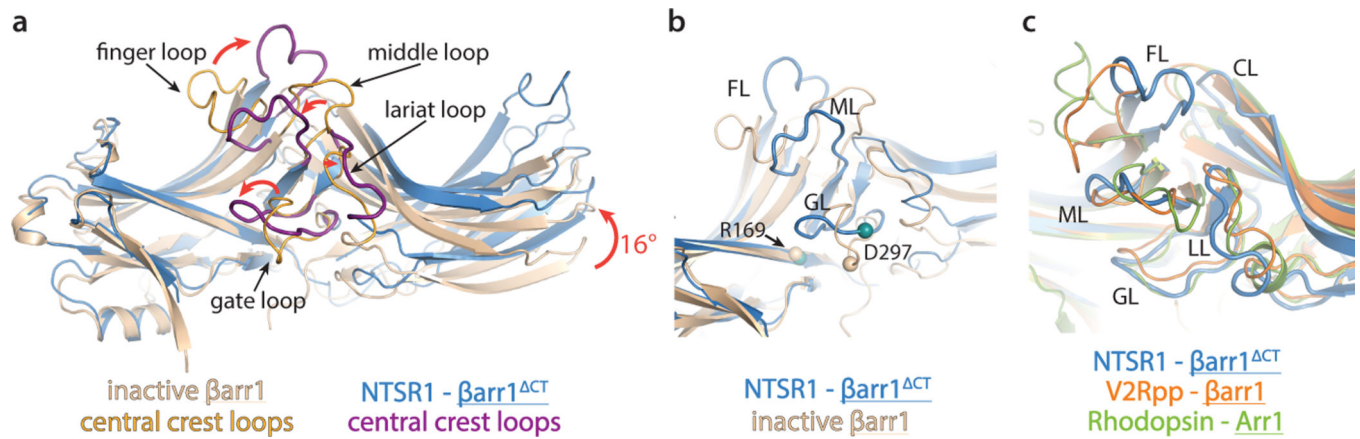 a
finger loop
middle loop
lariat loop
gate loop
16°
inactive βarr1
central crest loops
NTSR1 - βarr1ΔCT
central crest loops
b
FL
ML
GL
R169
D297
NTSR1 - βarr1ΔCT
inactive βarr1
c
FL
CL
ML
LL
GL
NTSR1 - βarr1ΔCT
V2Rpp - βarr1
Rhodopsin - Arr1